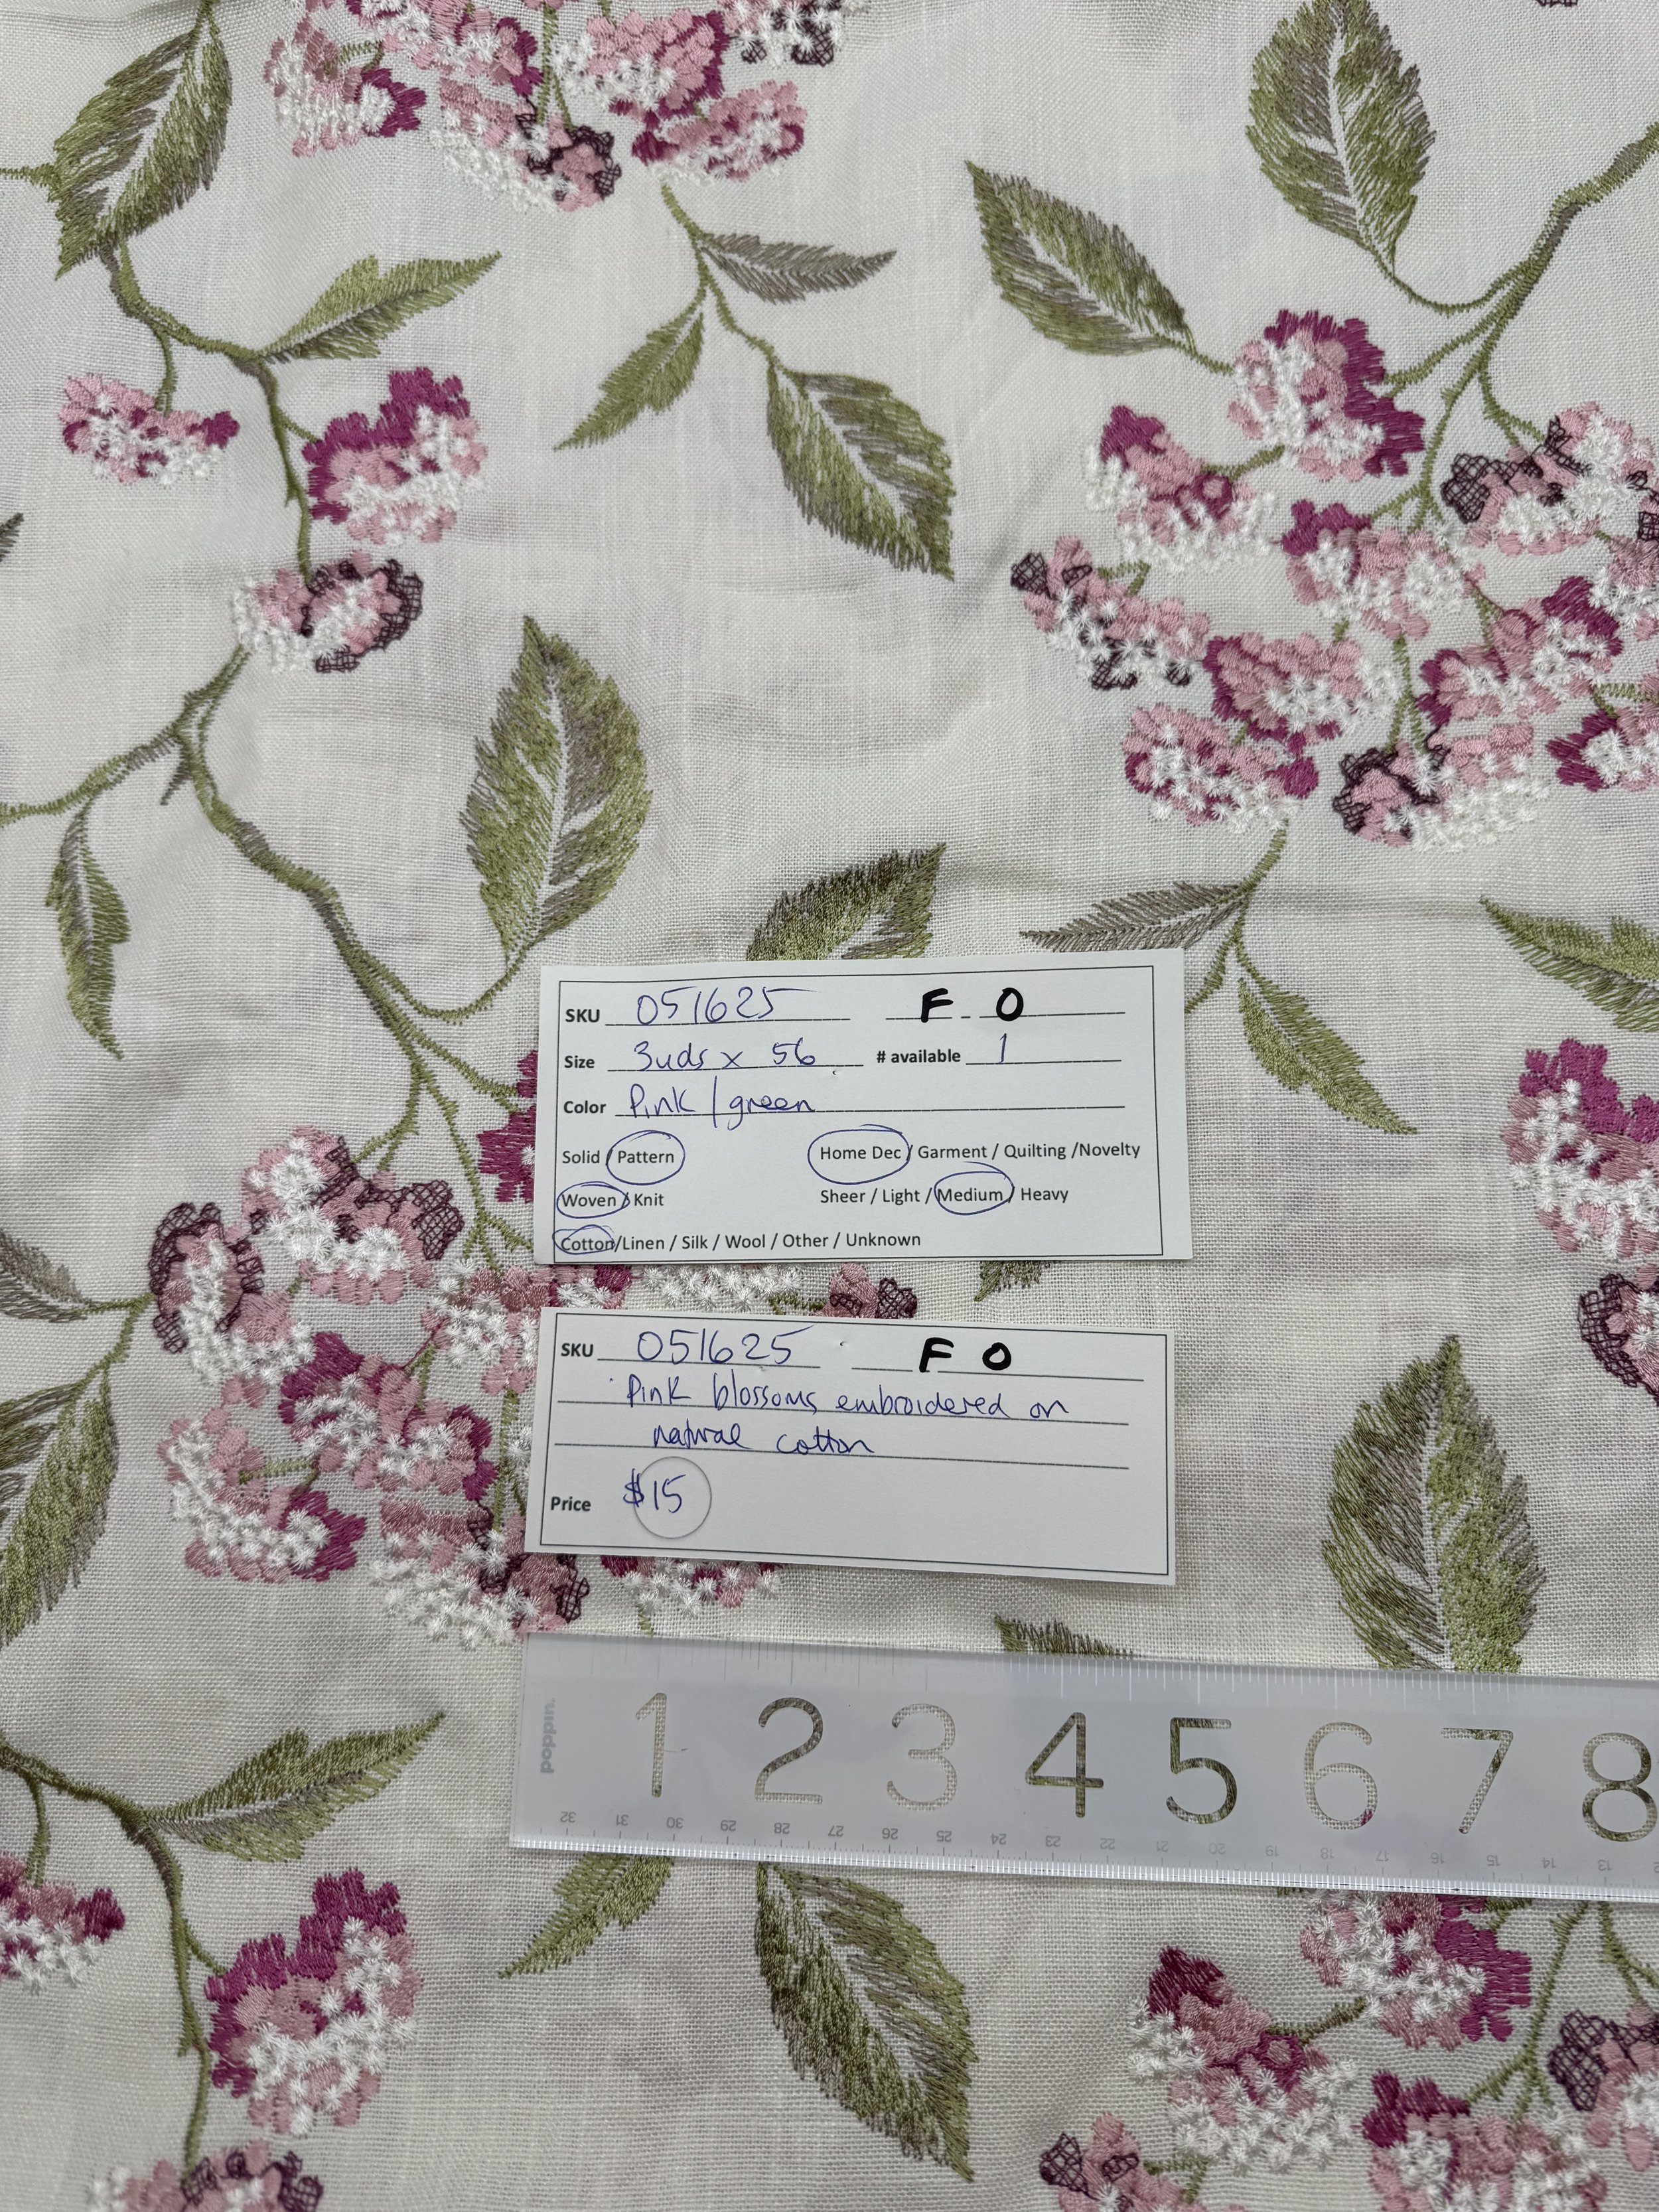 SKU 051625 F O
Size 3yds x 56 # available 1
Color Pink / green
Solid / Pattern Home Dec / Garment / Quilting /Novelty
Woven / Knit Sheer / Light / Medium / Heavy
Cotton/Linen / Silk / Wool / Other / Unknown
SKU 051625 F O
Pink blossoms embroidered on
natural cotton
Price $15
poppin.
1 2 3 4 5 6 7 8
32 31 30 29 28 27 26 25 24 23 22 21 20 19 18 17 16 15 14 13